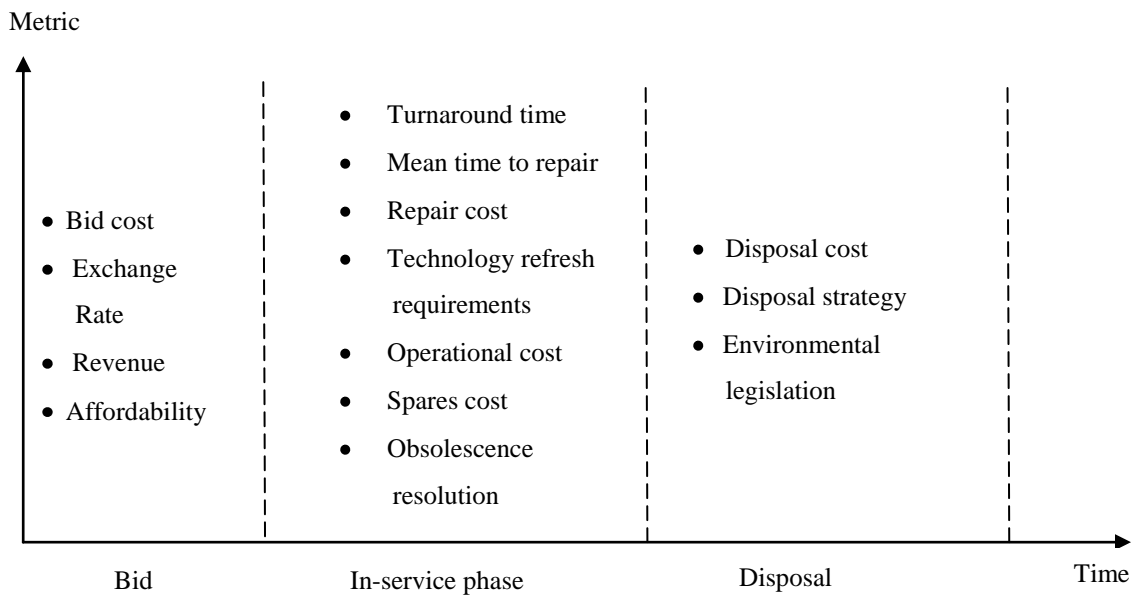 Metric
• Bid cost
• Exchange
Rate
• Revenue
• Affordability
• Turnaround time
• Mean time to repair
• Repair cost
• Technology refresh
requirements
• Operational cost
• Spares cost
• Obsolescence
resolution
• Disposal cost
• Disposal strategy
• Environmental
legislation
Bid
In-service phase
Disposal
Time